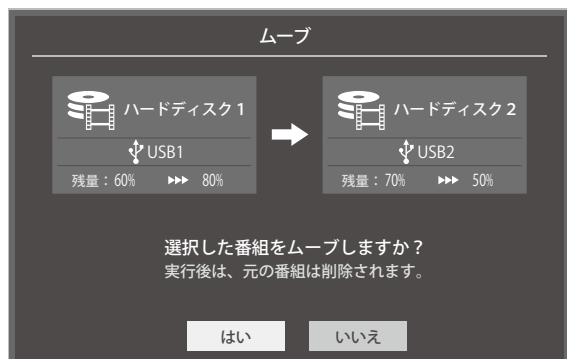 ムーブ
ハードディスク1
USB1
残量：60% ▸▸▸ 80%
ハードディスク2
USB2
残量：70% ▸▸▸ 50%
選択した番組をムーブしますか？
実行後は、元の番組は削除されます。
はい
いいえ